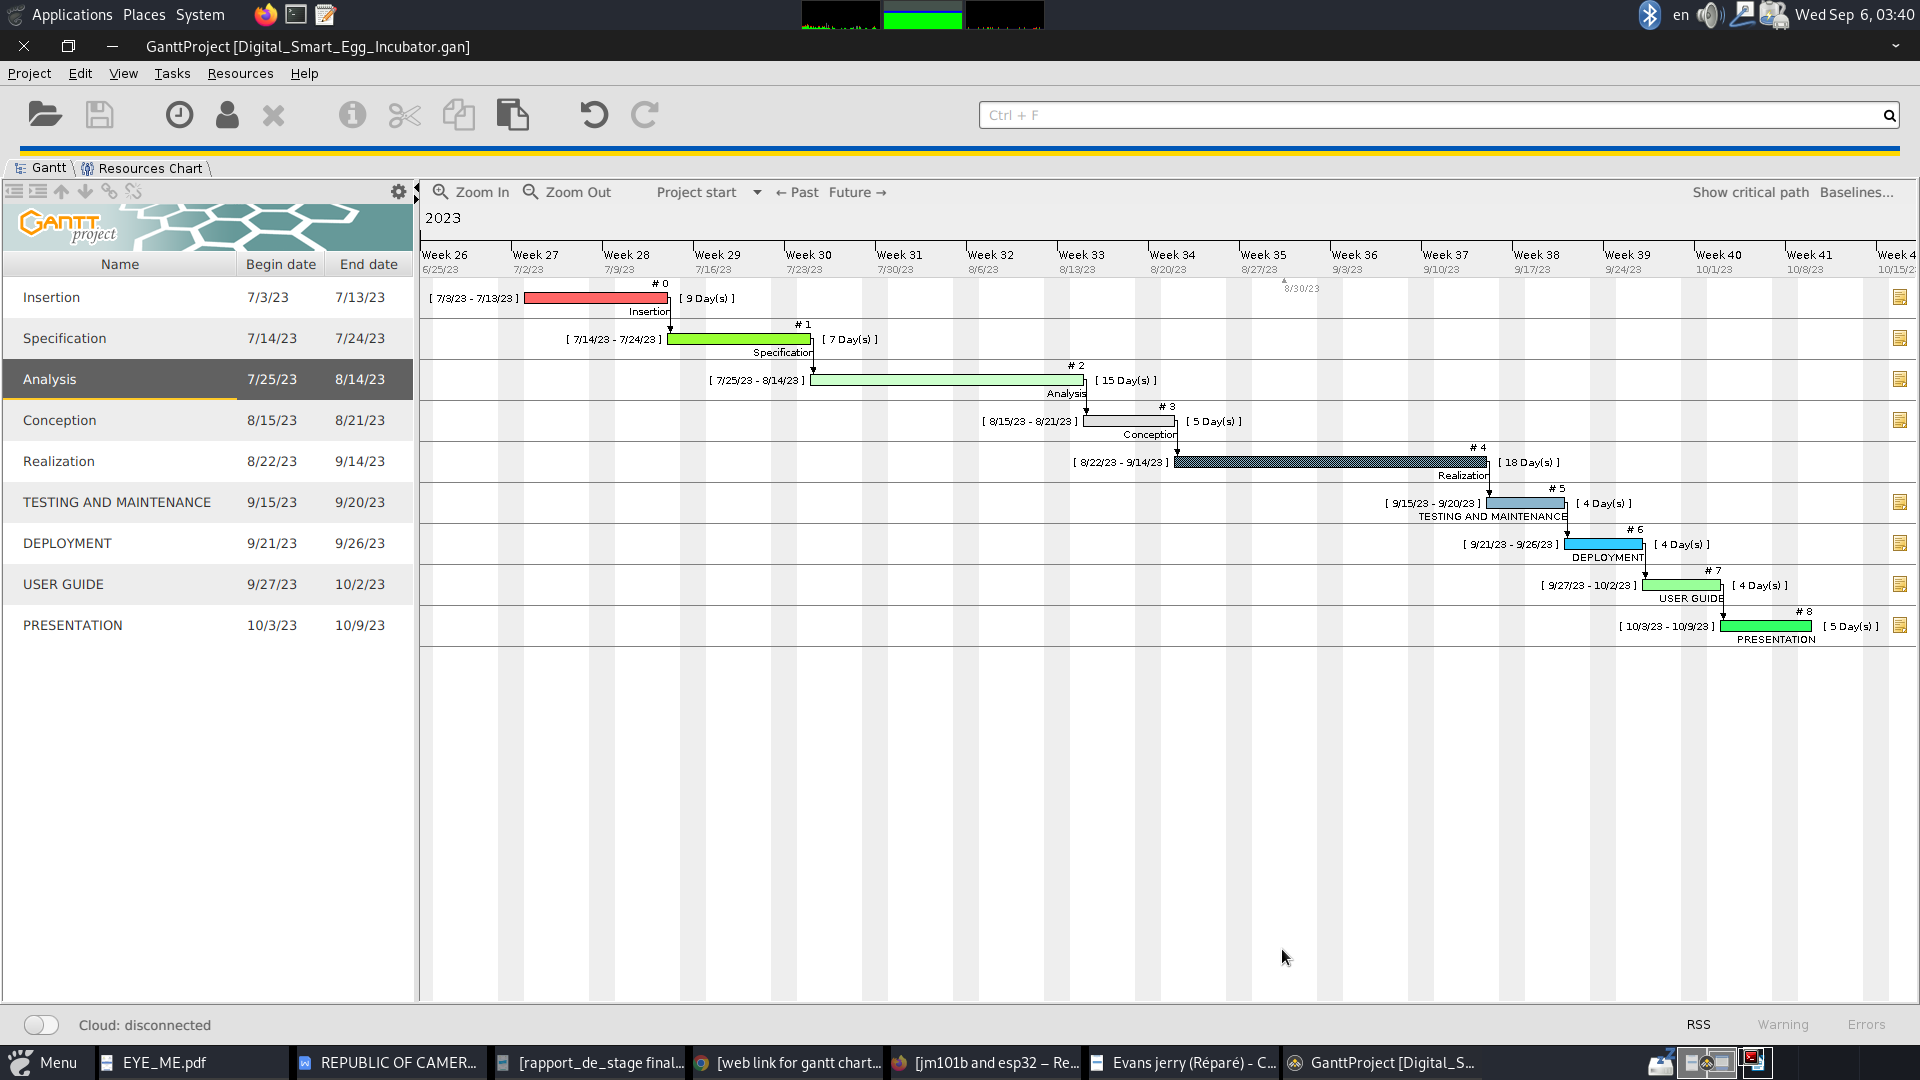 Applications Places System
en Wed Sep 6, 03:40
GanttProject [Digital_Smart_Egg_Incubator.gan]
Project Edit View Tasks Resources Help
Ctrl + F
Gantt Resources Chart
Zoom In Zoom Out Project start ← Past Future → Show critical path Baselines...
GANTT project
2023
Week 26 Week 27 Week 28 Week 29 Week 30 Week 31 Week 32 Week 33 Week 34 Week 35 Week 36 Week 37 Week 38 Week 39 Week 40 Week 41 Week 4
6/25/23 7/2/23 7/9/23 7/16/23 7/23/23 7/30/23 8/6/23 8/13/23 8/20/23 8/27/23 9/3/23 9/10/23 9/17/23 9/24/23 10/1/23 10/8/23 10/15/2
Name Begin date End date
8/30/23
Insertion 7/3/23 7/13/23
# 0
[ 7/3/23 - 7/13/23 ] [ 9 Day(s) ]
Insertion
Specification 7/14/23 7/24/23
# 1
[ 7/14/23 - 7/24/23 ] [ 7 Day(s) ]
Specification
Analysis 7/25/23 8/14/23
# 2
[ 7/25/23 - 8/14/23 ] [ 15 Day(s) ]
Analysis
Conception 8/15/23 8/21/23
# 3
[ 8/15/23 - 8/21/23 ] [ 5 Day(s) ]
Conception
Realization 8/22/23 9/14/23
# 4
[ 8/22/23 - 9/14/23 ] [ 18 Day(s) ]
Realization
TESTING AND MAINTENANCE 9/15/23 9/20/23
# 5
[ 9/15/23 - 9/20/23 ] [ 4 Day(s) ]
TESTING AND MAINTENANCE
DEPLOYMENT 9/21/23 9/26/23
# 6
[ 9/21/23 - 9/26/23 ] [ 4 Day(s) ]
DEPLOYMENT
USER GUIDE 9/27/23 10/2/23
# 7
[ 9/27/23 - 10/2/23 ] [ 4 Day(s) ]
USER GUIDE
PRESENTATION 10/3/23 10/9/23
# 8
[ 10/3/23 - 10/9/23 ] [ 5 Day(s) ]
PRESENTATION
Cloud: disconnected RSS Warning Errors
Menu EYE_ME.pdf REPUBLIC OF CAMER... [rapport_de_stage final... [web link for gantt chart... [jm101b and esp32 – Re... Evans jerry (Réparé) - C... GanttProject [Digital_S...